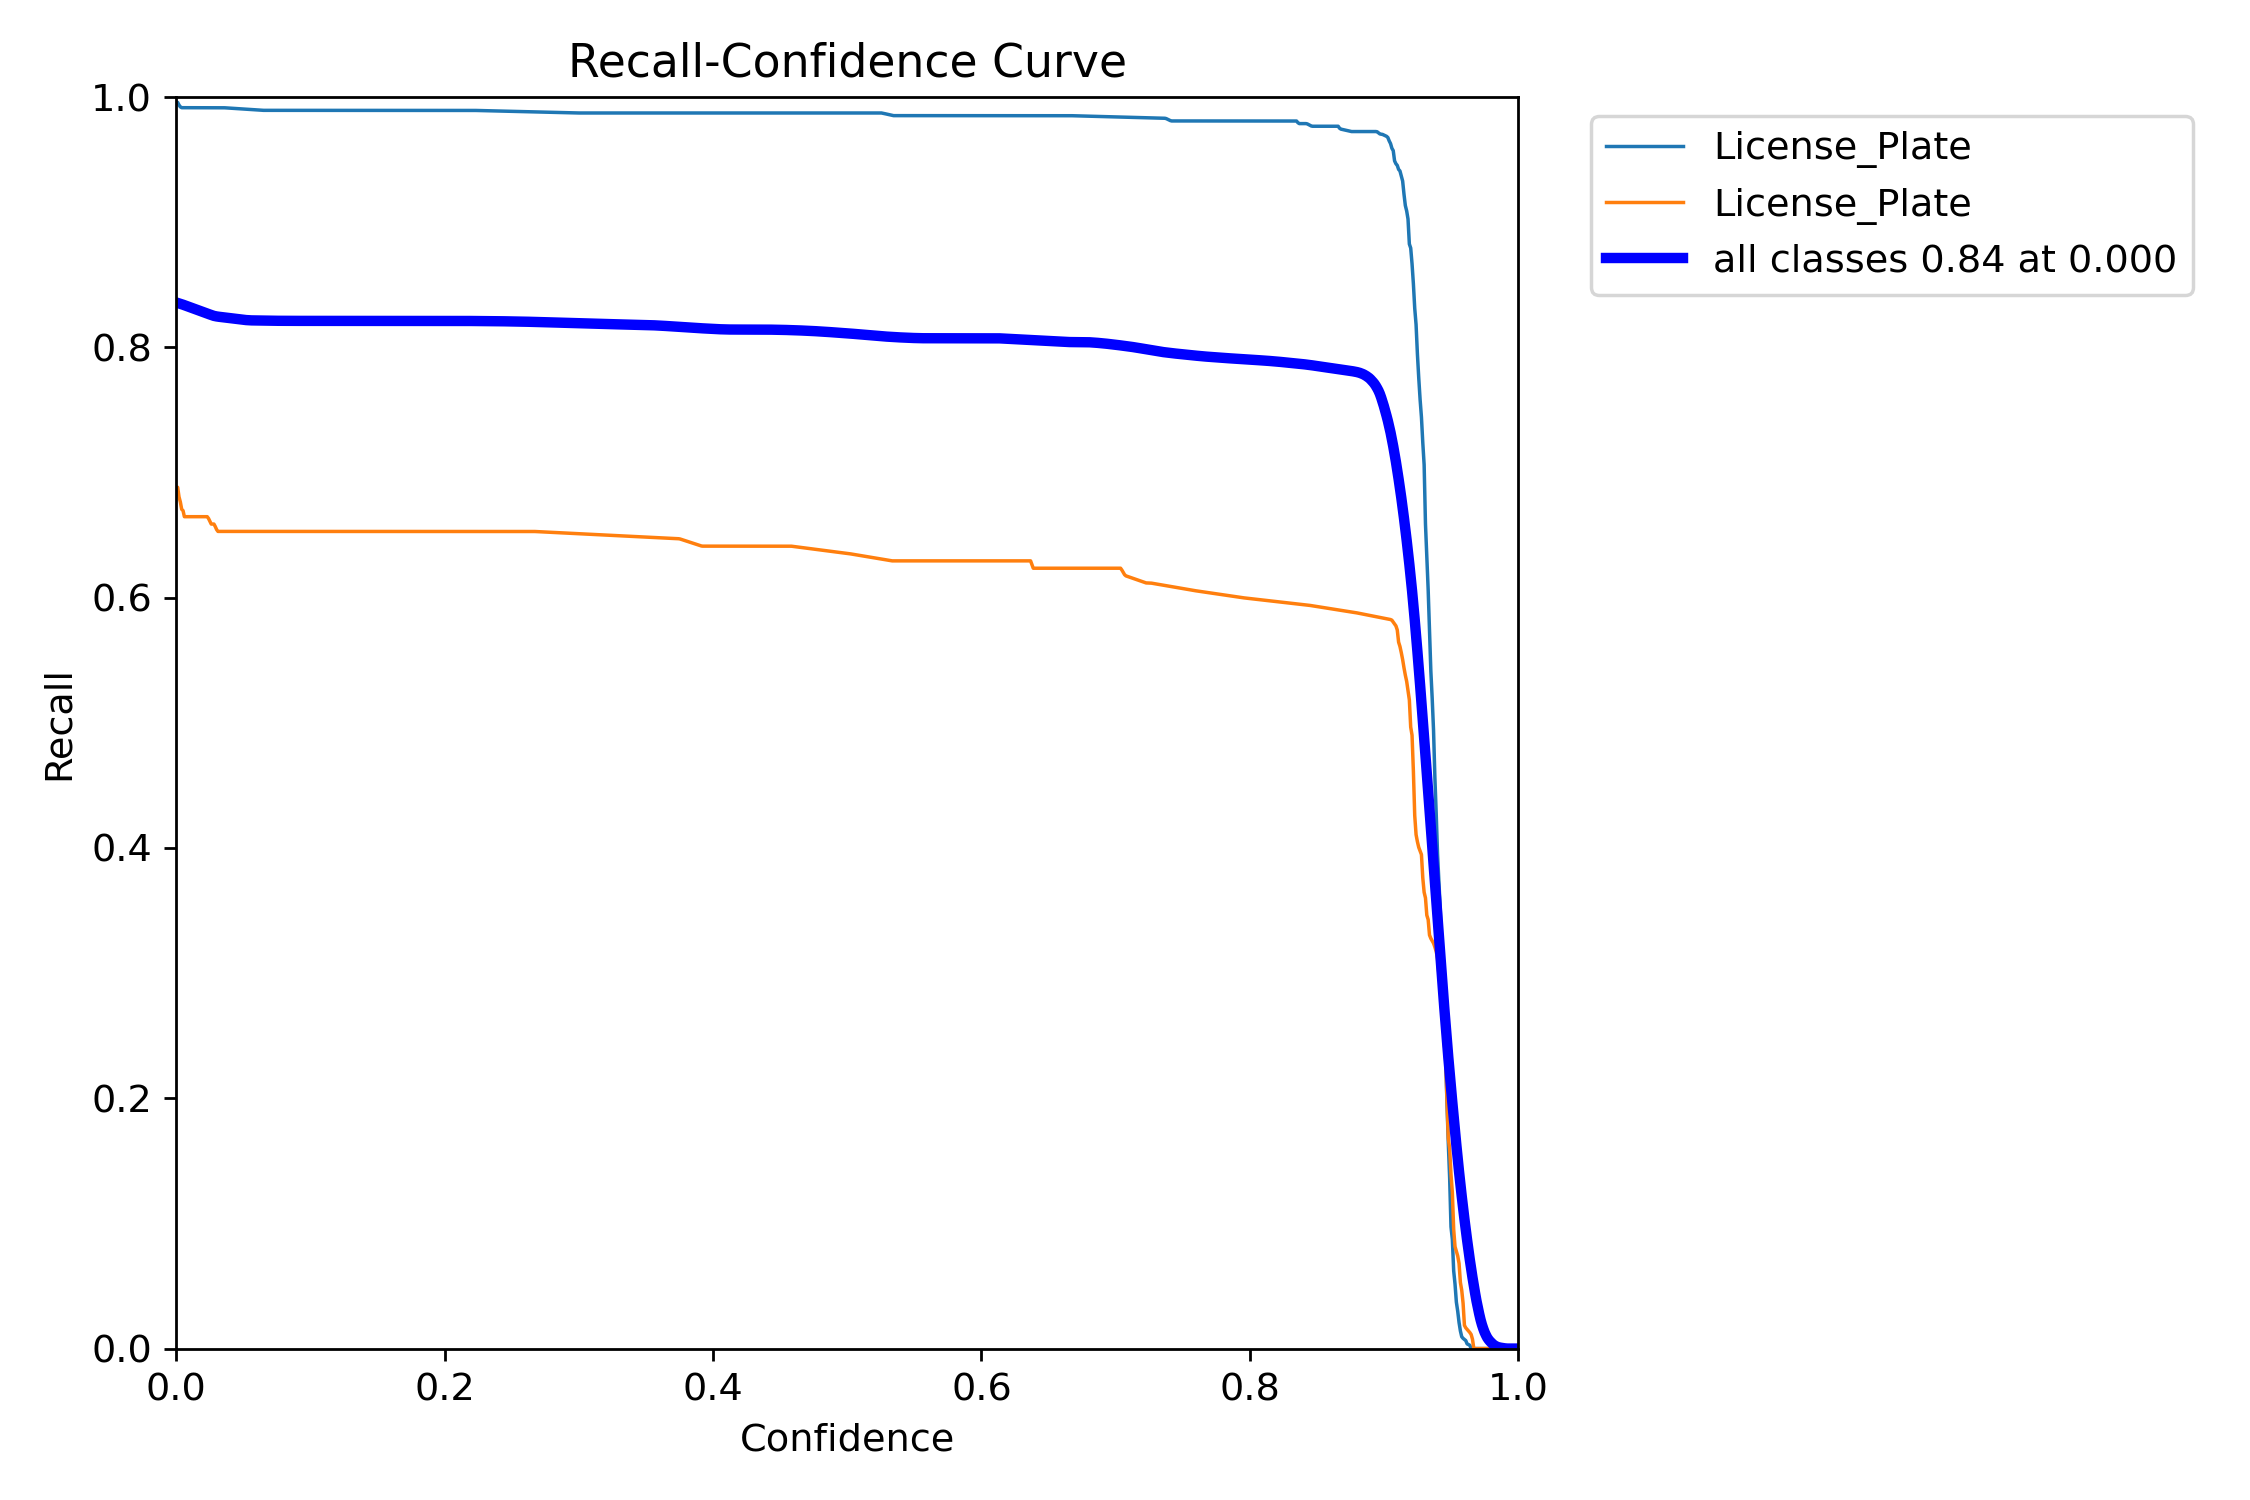 Recall-Confidence Curve
1.0
0.8
0.6
0.4
0.2
0.0
Recall
0.0 0.2 0.4 0.6 0.8 1.0
Confidence
License_Plate
License_Plate
all classes 0.84 at 0.000